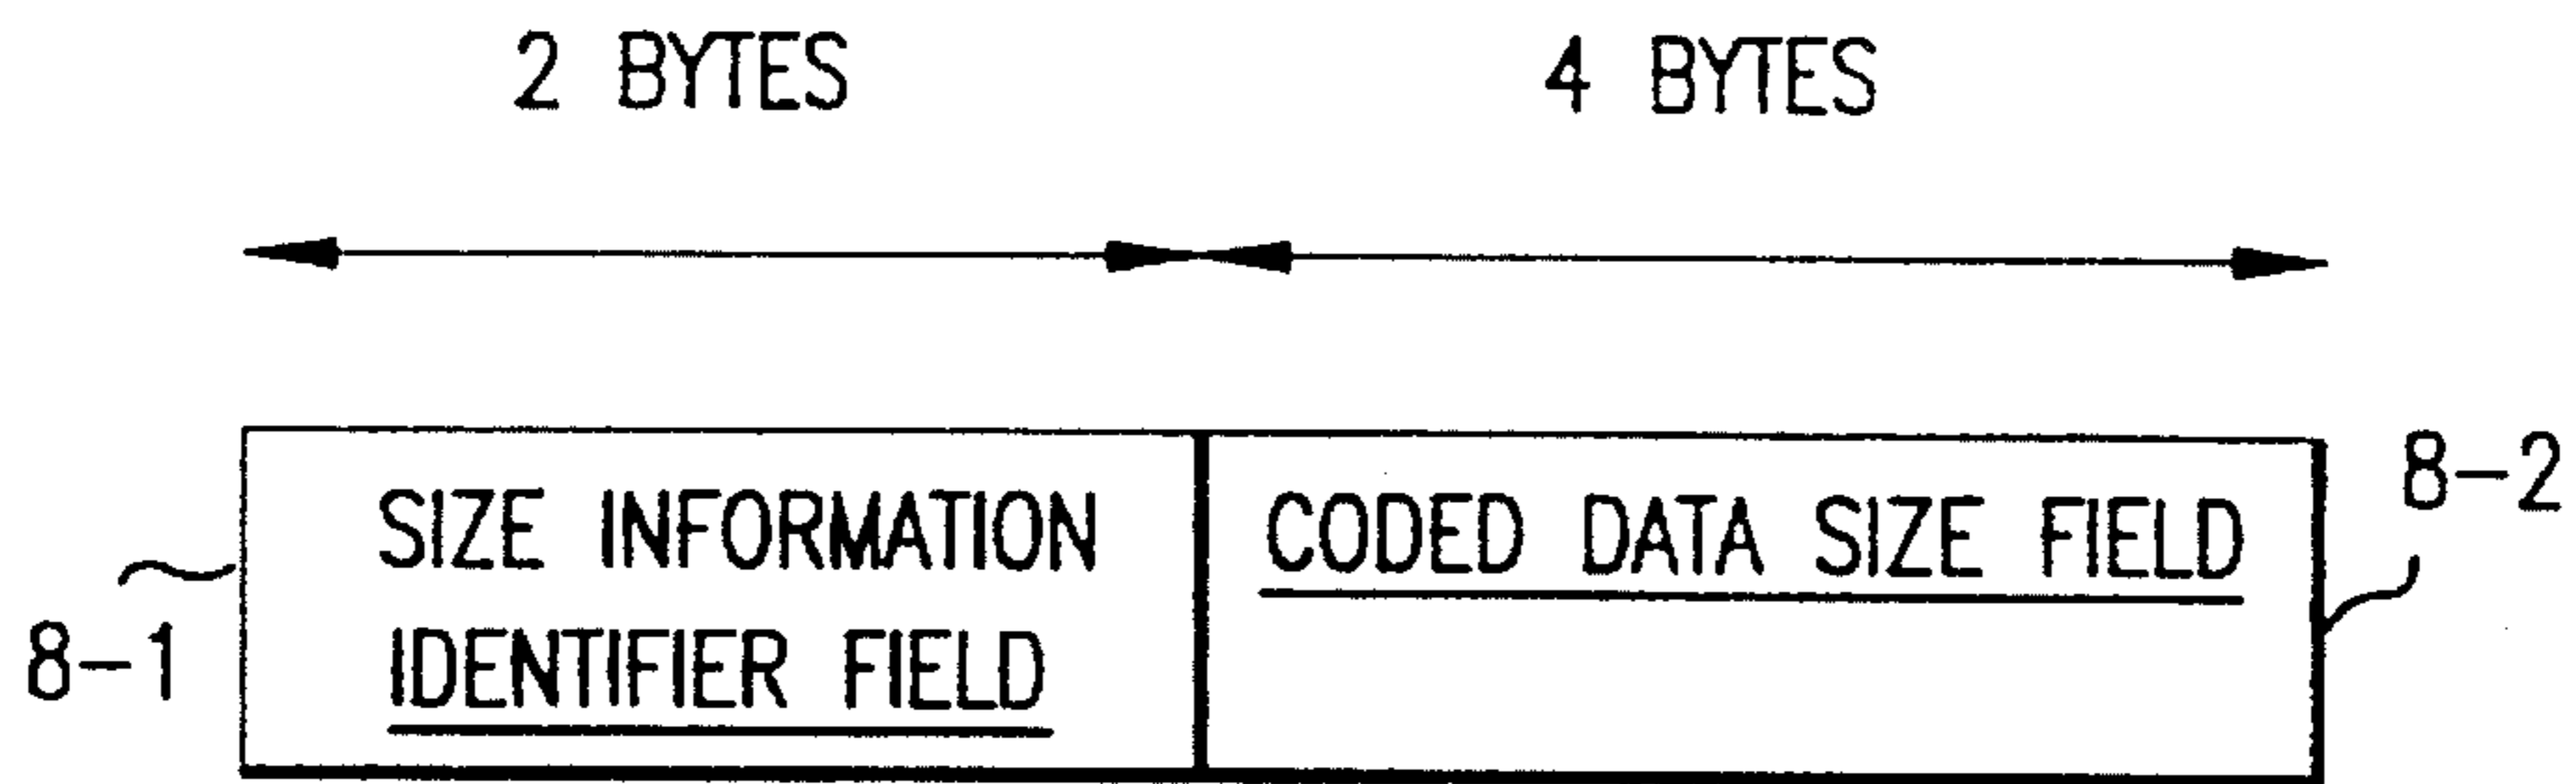 2 BYTES
4 BYTES
SIZE INFORMATION
IDENTIFIER FIELD
CODED DATA SIZE FIELD
8-1
8-2